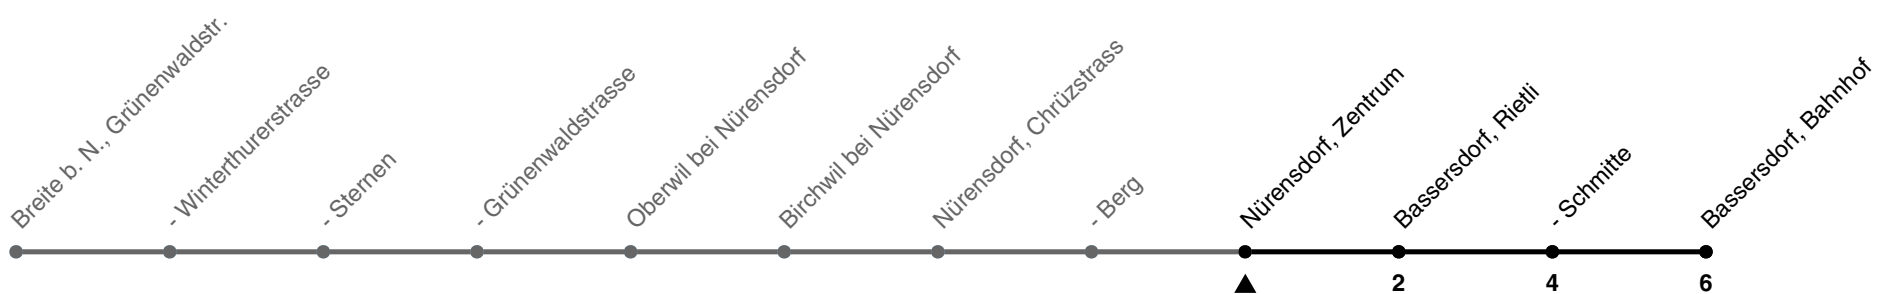 Breite b. N., Grünenwaldstr.
- Winterthurerstrasse
- Sternen
- Grünenwaldstrasse
Oberwil bei Nürensdorf
Birchwil bei Nürensdorf
Nürensdorf, Chrüzstrass
- Berg
Nürensdorf, Zentrum
Bassersdorf, Rietli
- Schmitte
Bassersdorf, Bahnhof
2 4 6